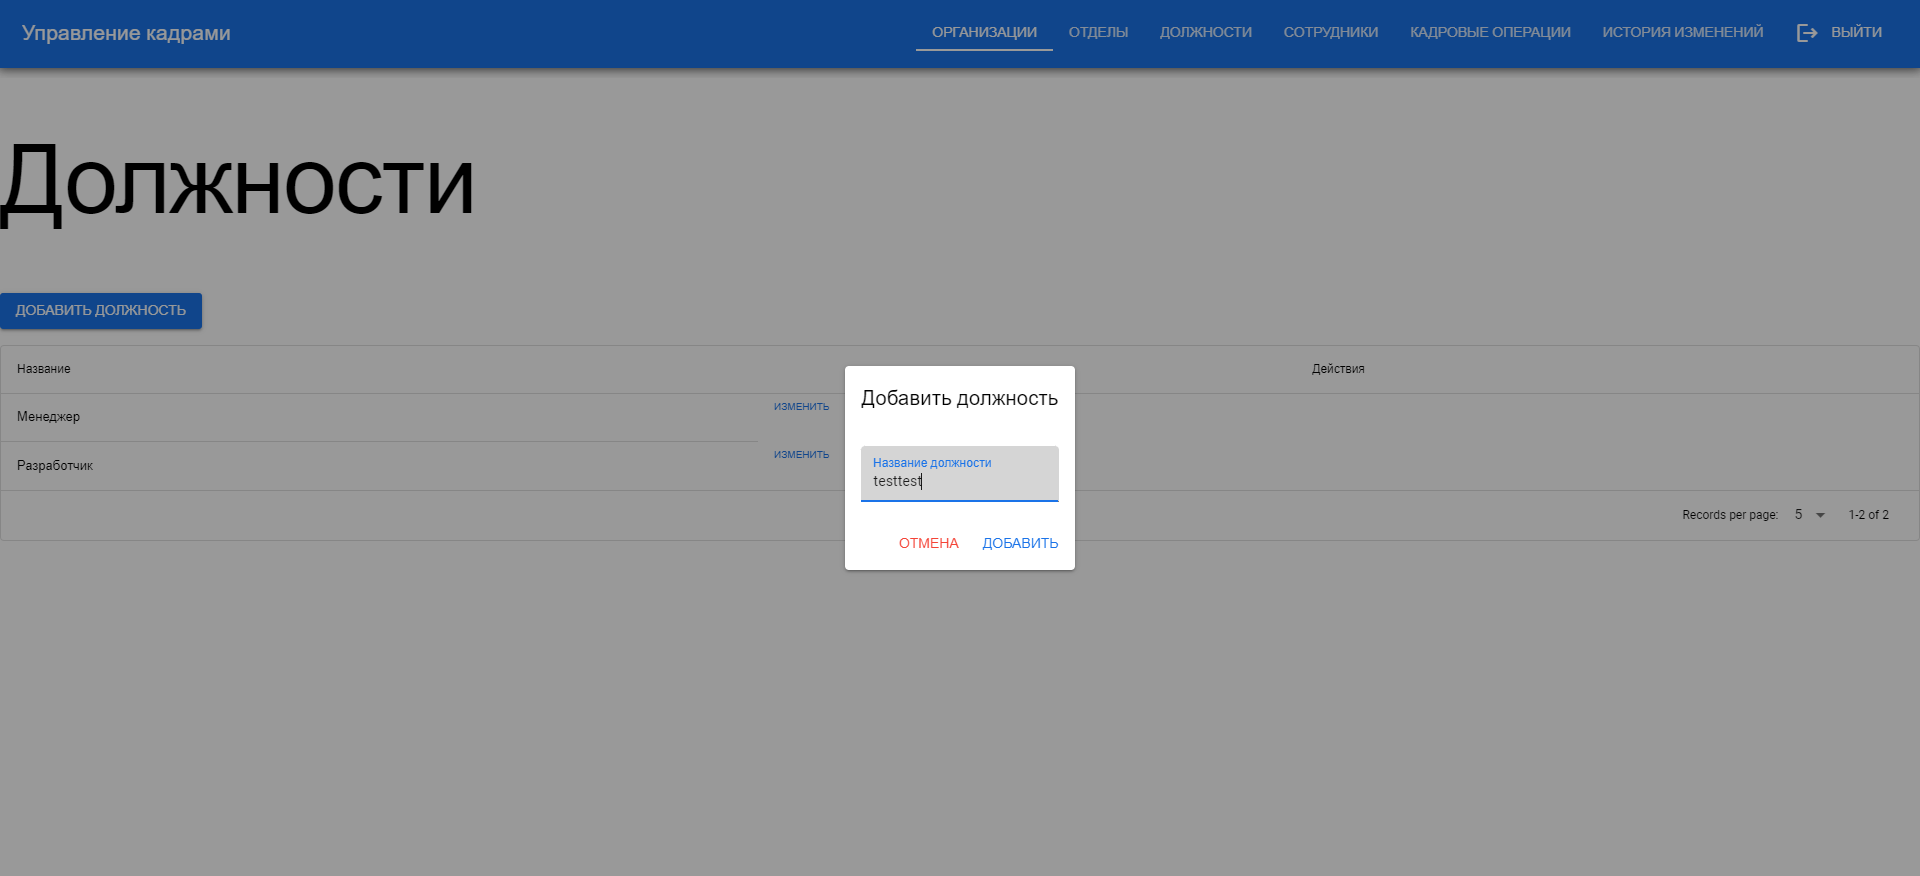 Управление кадрами
ОРГАНИЗАЦИИ ОТДЕЛЫ ДОЛЖНОСТИ СОТРУДНИКИ КАДРОВЫЕ ОПЕРАЦИИ ИСТОРИЯ ИЗМЕНЕНИЙ ВЫЙТИ
Должности
ДОБАВИТЬ ДОЛЖНОСТЬ
Название Действия
Менеджер ИЗМЕНИТЬ
Разработчик ИЗМЕНИТЬ
Records per page: 5 1-2 of 2
Добавить должность
Название должности
testtest
ОТМЕНА ДОБАВИТЬ